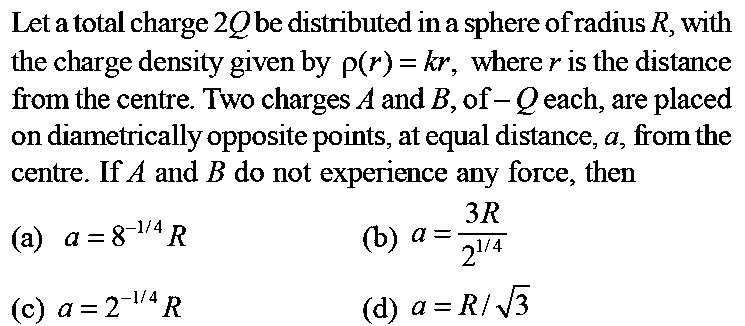 Let a total charge 2Q be distributed in a sphere of radius R, with
the charge density given by ρ(r) = kr, where r is the distance
from the centre. Two charges A and B, of – Q each, are placed
on diametrically opposite points, at equal distance, a, from the
centre. If A and B do not experience any force, then
(a) a = 8^{-1/4} R (b) a = \frac{3R}{2^{1/4}}
(c) a = 2^{-1/4} R (d) a = R/√3